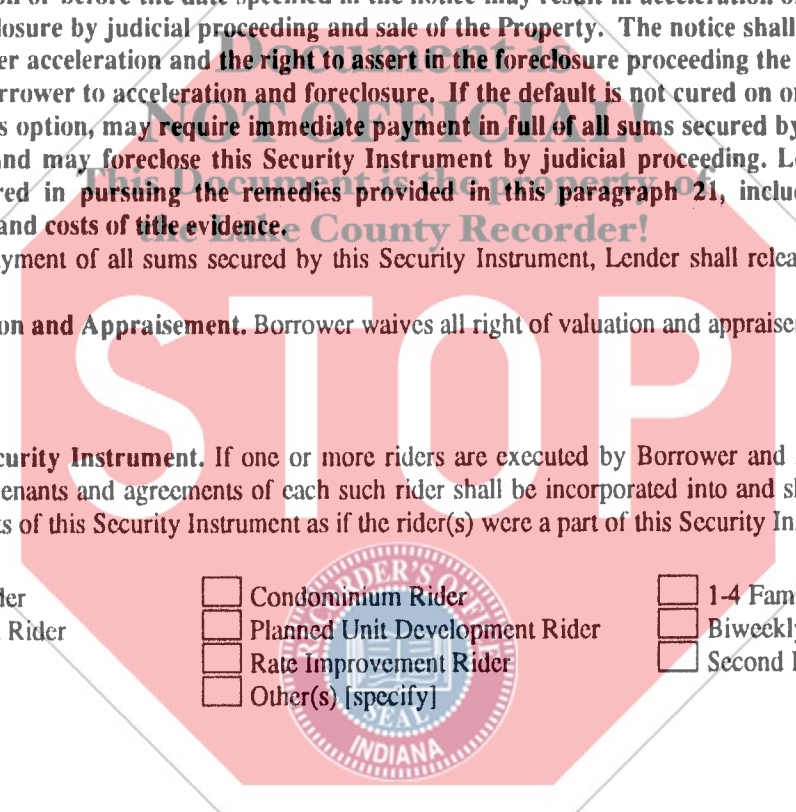 on or before the date specified in the notice may result in acceleration of
losure by judicial proceeding and sale of the Property. The notice shall
er acceleration and the right to assert in the foreclosure proceeding the
rrower to acceleration and foreclosure. If the default is not cured on o
s option, may require immediate payment in full of all sums secured by
and may foreclose this Security Instrument by judicial proceeding. L
red in pursuing the remedies provided in this paragraph 21, inclu
and costs of title evidence.
yment of all sums secured by this Security Instrument, Lender shall relea
on and Appraisement. Borrower waives all right of valuation and appraise
curity Instrument. If one or more riders are executed by Borrower and
enants and agreements of each such rider shall be incorporated into and s
ts of this Security Instrument as if the rider(s) were a part of this Security In
der
Condominium Rider
1-4 Fam
Rider
Planned Unit Development Rider
Biweekly
Rate Improvement Rider
Second
Other(s) [specify]
Document is
NOT OFFICIAL!
This Document is the property of
the Lake County Recorder!
STOP
RECORDER'S OFFICE
SEAL
INDIANA